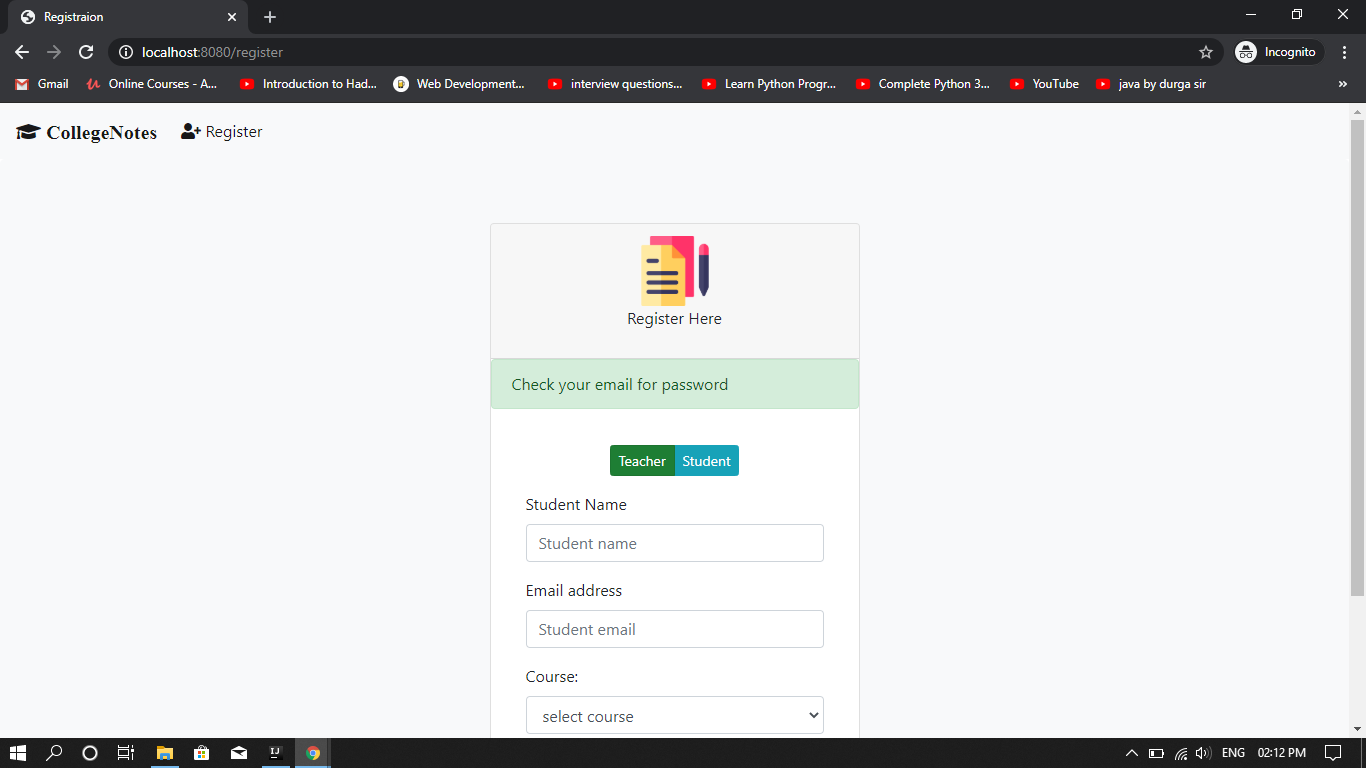 Registraion
localhost:8080/register
Incognito
Gmail
Online Courses - A...
Introduction to Had...
Web Development...
interview questions...
Learn Python Progr...
Complete Python 3...
YouTube
java by durga sir
»
CollegeNotes
Register
Register Here
Check your email for password
Teacher
Student
Student Name
Student name
Email address
Student email
Course:
select course
IJ
ENG
02:12 PM